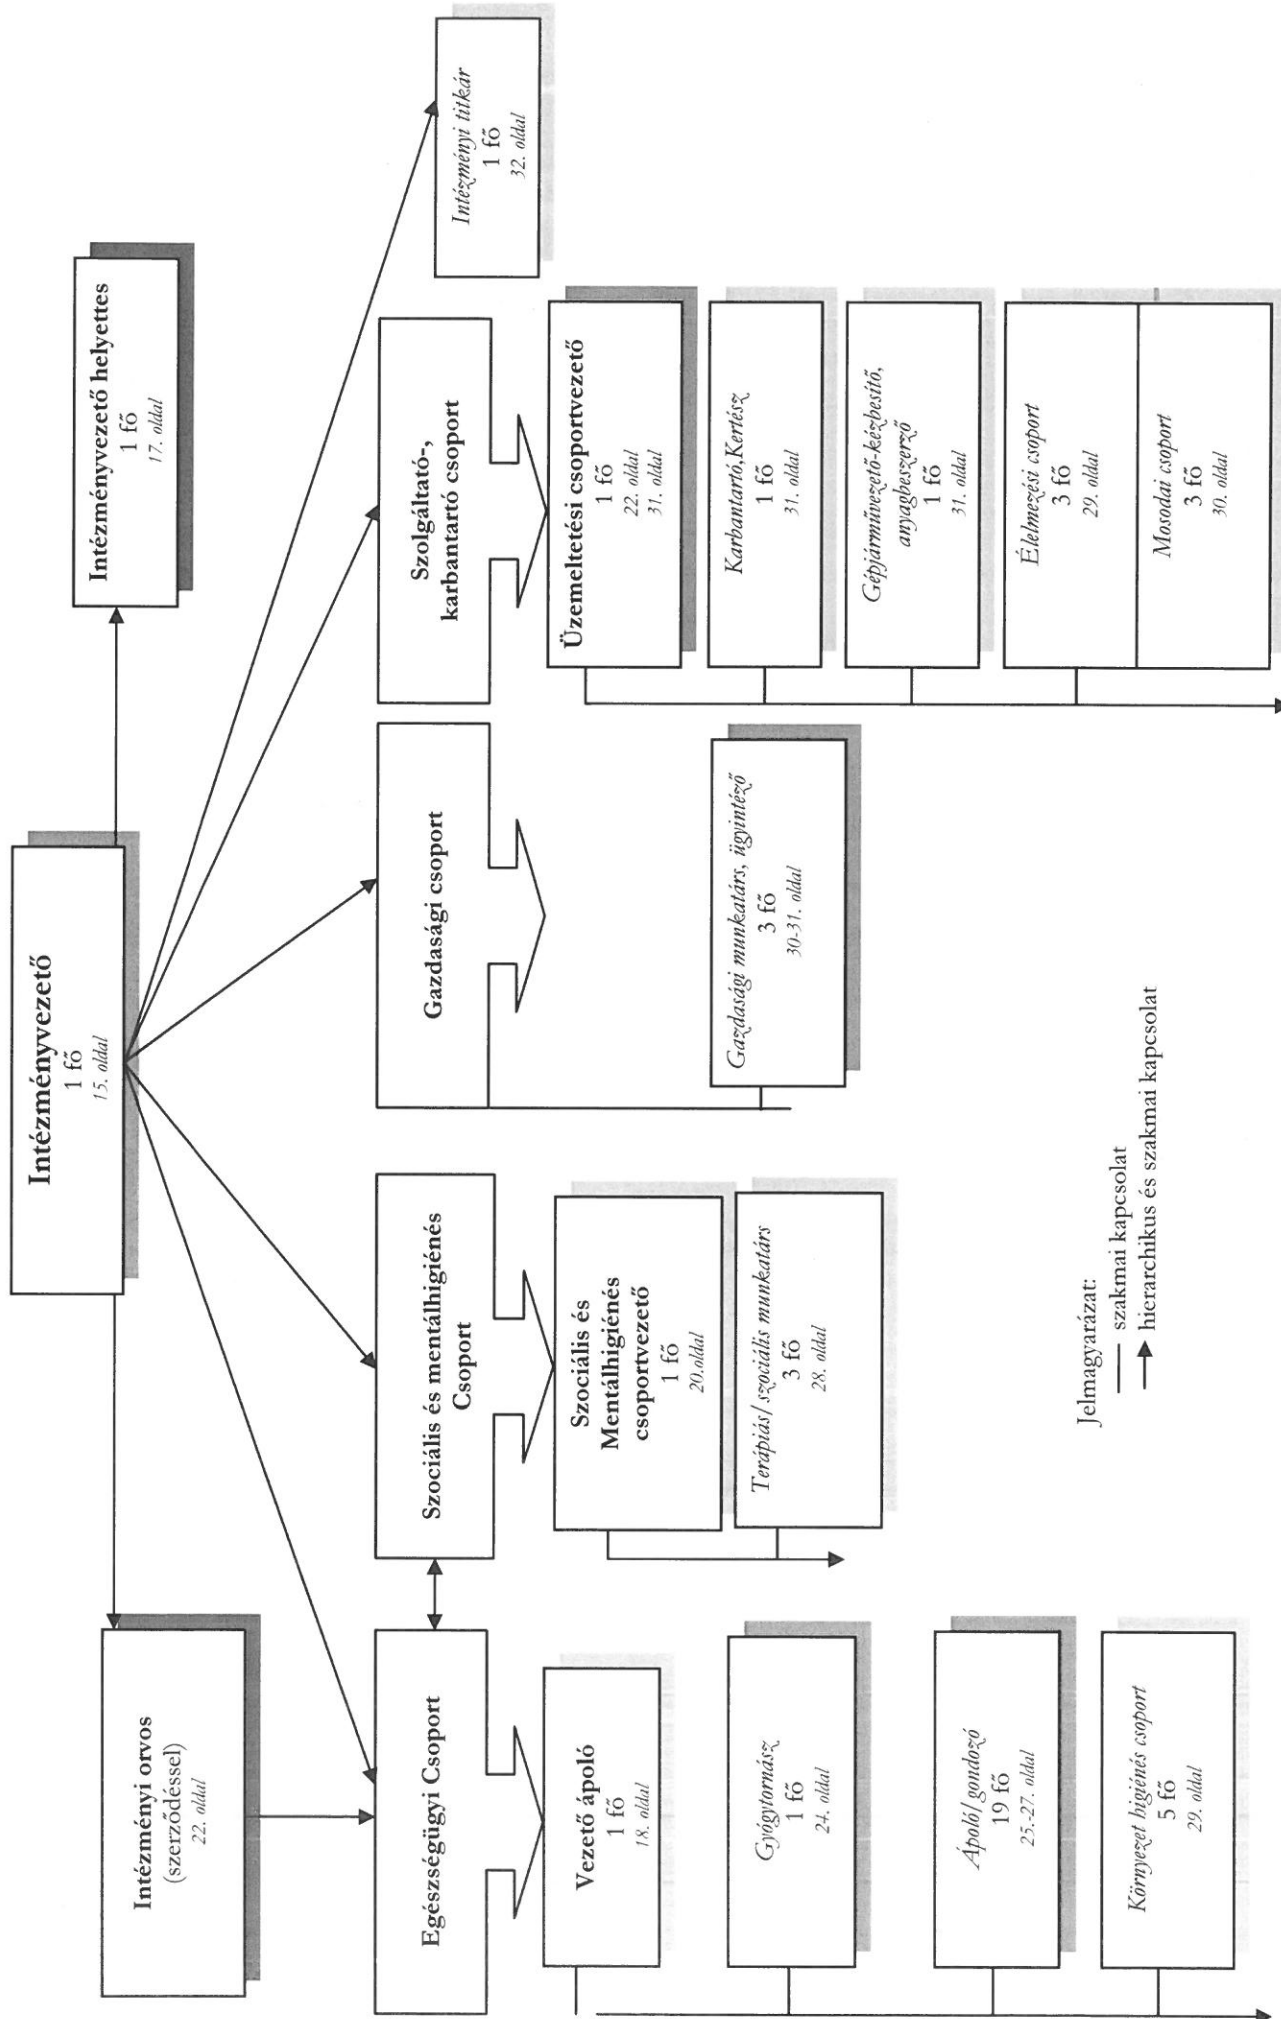 Intézményvezető
1 fő
15. oldal
Intézményvezető helyettes
1 fő
17. oldal
Intézményi orvos
(szerződéssel)
22. oldal
Intézményi titkár
1 fő
32. oldal
Egészségügyi Csoport
Szociális és mentálhigiénés
Csoport
Gazdasági csoport
Szolgáltató-,
karbantartó csoport
Vezető ápoló
1 fő
18. oldal
Gyógytornász
1 fő
24. oldal
Ápoló/gondozó
19 fő
25.-27. oldal
Környezet higiénés csoport
5 fő
29. oldal
Szociális és
Mentálhigiénés
csoportvezető
1 fő
20.oldal
Terápiás/szociális munkatárs
3 fő
28. oldal
Gazdasági munkatárs, ügyintéző
3 fő
30-31. oldal
Üzemeltetési csoportvezető
1 fő
22. oldal
31. oldal
Karbantartó,Kertész
1 fő
31. oldal
Gépjárművezető-kézbesítő,
anyagbeszerző
1 fő
31. oldal
Élelmezési csoport
3 fő
29. oldal
Mosodai csoport
3 fő
30. oldal
Jelmagyarázat:
szakmai kapcsolat
hierarchikus és szakmai kapcsolat